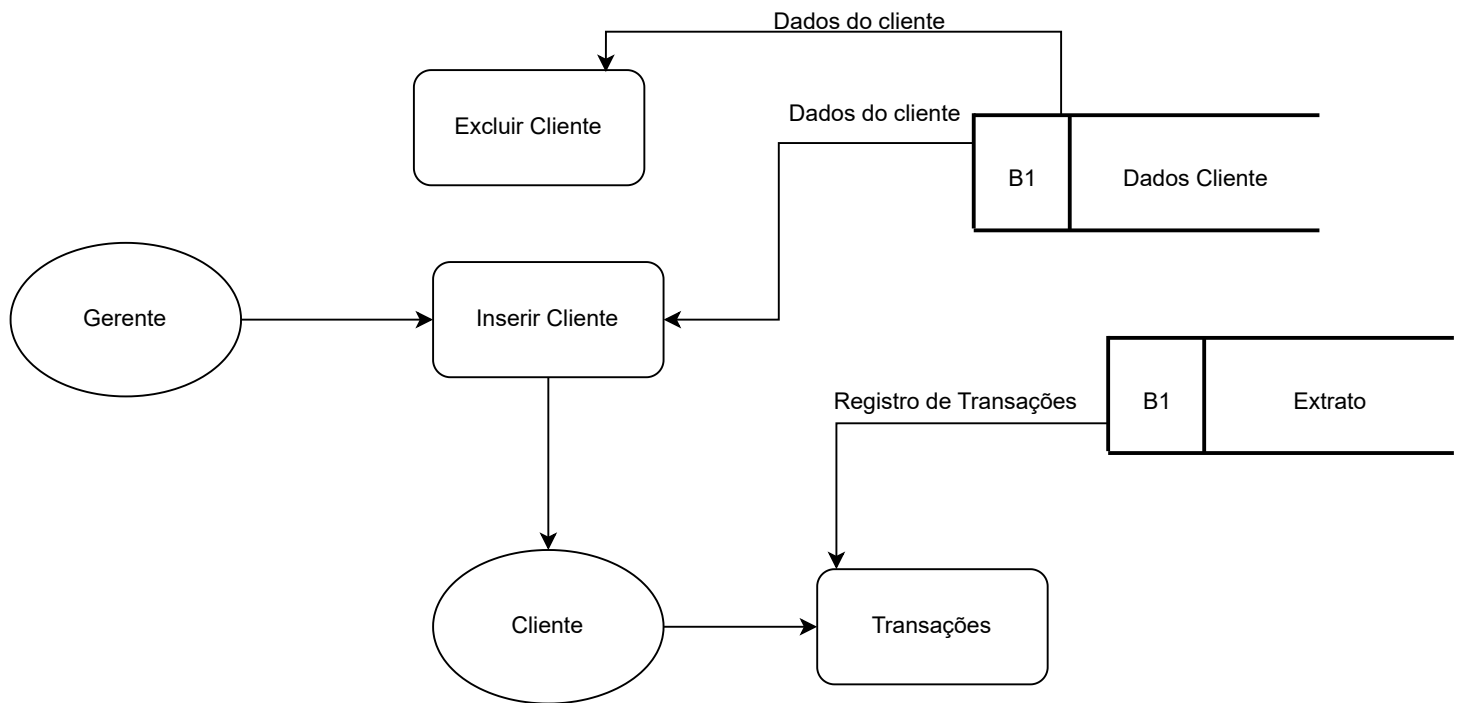 Dados do cliente
Excluir Cliente
Dados do cliente
B1
Dados Cliente
Gerente
Inserir Cliente
Registro de Transações
B1
Extrato
Cliente
Transações